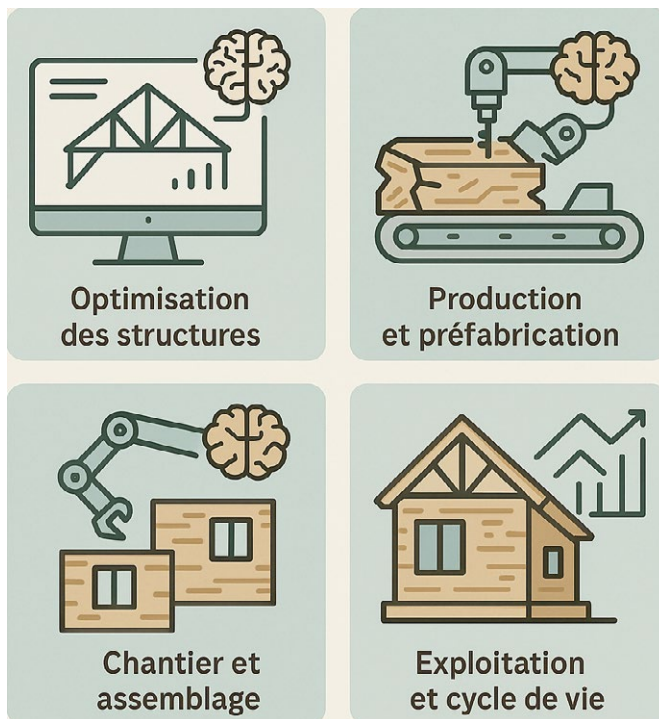 Optimisation
des structures
Production
et préfabrication
Chantier et
assemblage
Exploitation
et cycle de vie